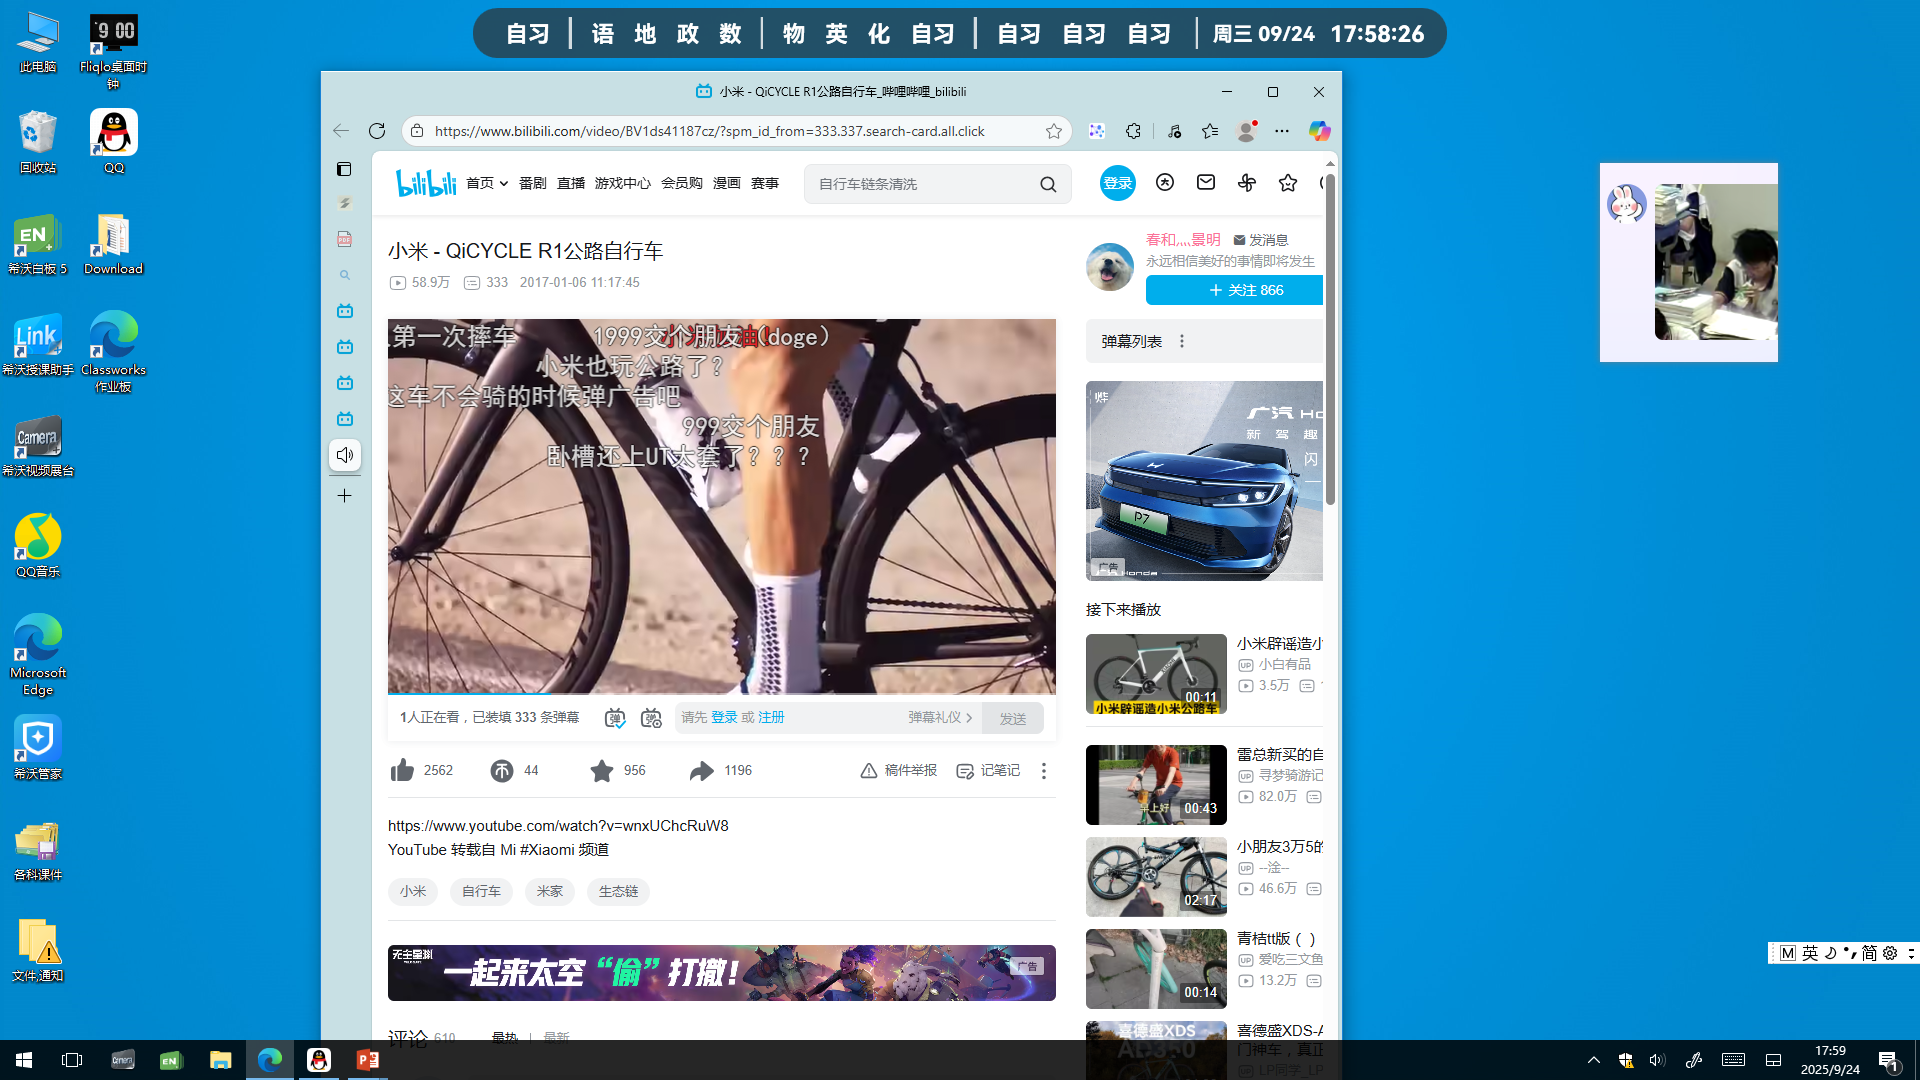 自习 | 语 地 政 数 | 物 英 化 自习 | 自习 自习 自习 | 周三 09/24 17:58:26
此电脑
Fliqlo桌面时钟
回收站
QQ
希沃白板 5
Download
希沃授课助手
Classworks作业板
希沃视频展台
QQ音乐
Microsoft Edge
希沃管家
各科课件
文件,通知
小米 - QiCYCLE R1公路自行车_哔哩哔哩_bilibili
https://www.bilibili.com/video/BV1ds41187cz/?spm_id_from=333.337.search-card.all.click
bilibili 首页 番剧 直播 游戏中心 会员购 漫画 赛事 自行车链条清洗 登录
小米 - QiCYCLE R1公路自行车
58.9万 333 2017-01-06 11:17:45
春和灬景明 发消息
永远相信美好的事情即将发生
+ 关注 866
第一次摔车
1999交个朋友(doge)
小米也玩公路了?
这车不会骑的时候弹广告吧
999交个朋友
卧槽还上UT大套了???
弹幕列表
烨
广汽 Ho
新 驾 趣
闪
P7
广告
Honda
接下来播放
小米辟谣造小
小白有品
3.5万
00:11
小米辟谣造小米公路车
雷总新买的自
寻梦骑游记
82.0万
00:43
早上好
小朋友3万5的
--淦--
46.6万
02:17
青桔tt版()
爱吃三文鱼
13.2万
00:14
喜德盛XDS-A
门神车，真正
LP同学_LP
喜德盛XDS
AD350
1人正在看，已装填 333 条弹幕 弹 弹 请先 登录 或 注册 弹幕礼仪 发送
2562 44 956 1196 稿件举报 记笔记
https://www.youtube.com/watch?v=wnxUChcRuW8
YouTube 转载自 Mi #Xiaomi 频道
小米 自行车 米家 生态链
无主星渊
一起来太空“偷”打撤!
广告
评论 610 最热 | 最新
M 英 简
17:59
2025/9/24
1